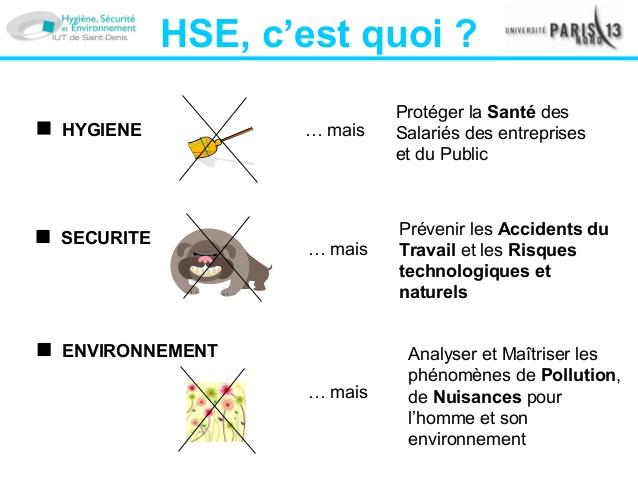 Hygiène, Sécurité
et Environnement
IUT de Saint-Denis
HSE, c’est quoi ?
UNIVERSITÉ PARIS 13
NORD
■ HYGIENE
… mais
Protéger la Santé des
Salariés des entreprises
et du Public
■ SECURITE
… mais
Prévenir les Accidents du
Travail et les Risques
technologiques et
naturels
■ ENVIRONNEMENT
… mais
Analyser et Maîtriser les
phénomènes de Pollution,
de Nuisances pour
l’homme et son
environnement